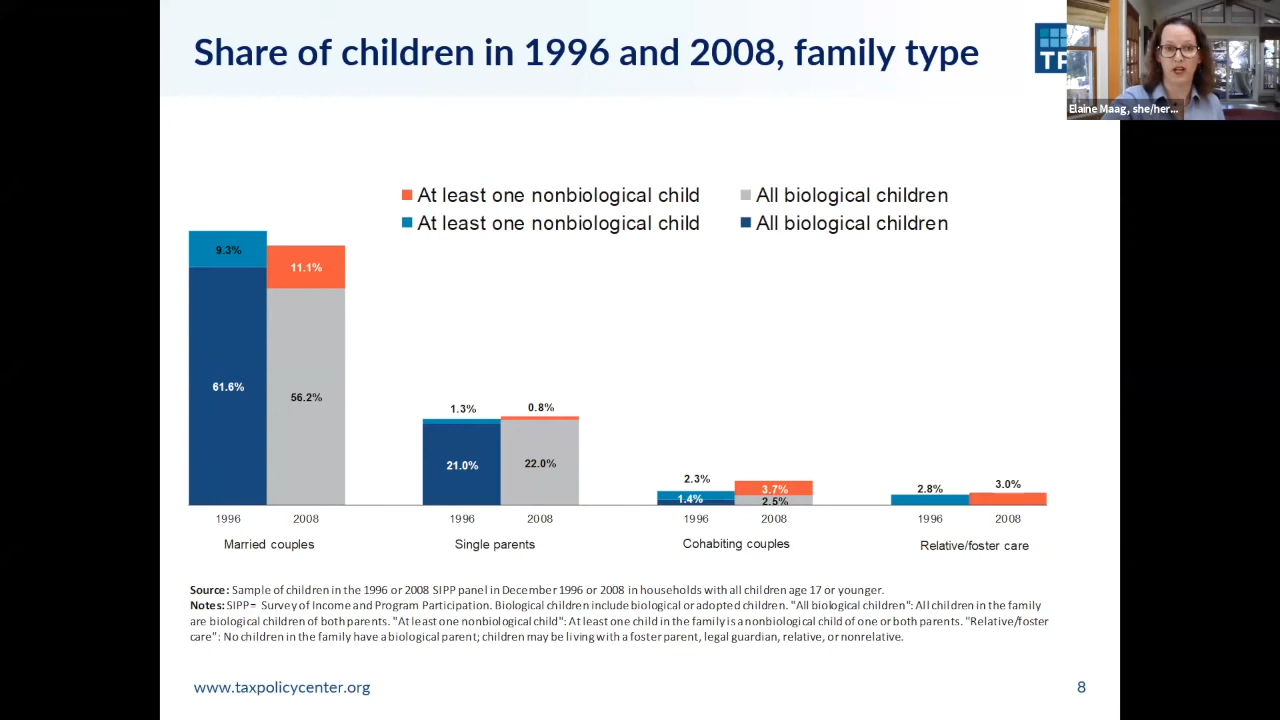 Share of children in 1996 and 2008, family type
TP
Elaine Maag, she/her...
At least one nonbiological child
All biological children
At least one nonbiological child
All biological children
9.3%
11.1%
61.6%
56.2%
1.3%
0.8%
21.0%
22.0%
2.3%
3.7%
1.4%
2.5%
2.8%
3.0%
1996 2008 1996 2008 1996 2008 1996 2008
Married couples Single parents Cohabiting couples Relative/foster care
Source: Sample of children in the 1996 or 2008 SIPP panel in December 1996 or 2008 in households with all children age 17 or younger.
Notes: SIPP= Survey of Income and Program Participation. Biological children include biological or adopted children. "All biological children": All children in the family
are biological children of both parents. "At least one nonbiological child": At least one child in the family is a nonbiological child of one or both parents. "Relative/foster
care": No children in the family have a biological parent; children may be living with a foster parent, legal guardian, relative, or nonrelative.
www.taxpolicycenter.org
8